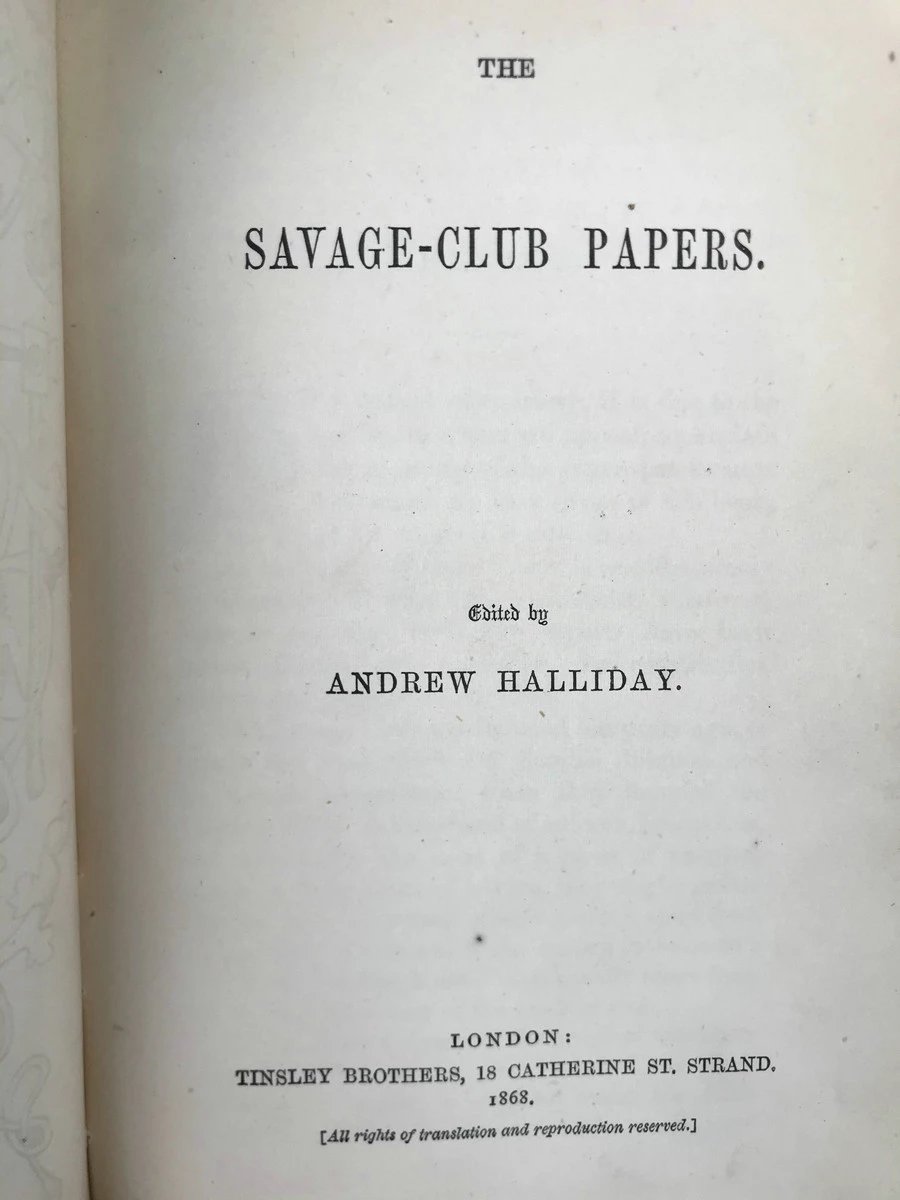 THE
SAVAGE-CLUB PAPERS.
Edited by
ANDREW HALLIDAY.
LONDON:
TINSLEY BROTHERS, 18 CATHERINE ST. STRAND.
1868.
[All rights of translation and reproduction reserved.]